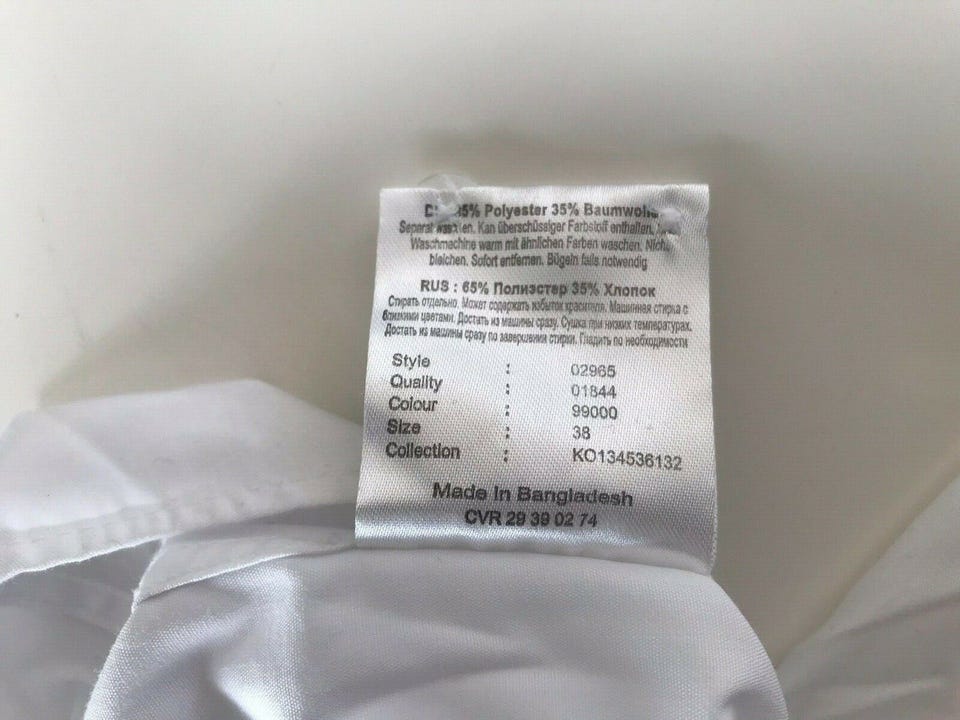 65% Polyester 35% Baumwolle
Separat waschen. Kan überschüssiger Farbstoff enthalten.
Waschmachine warm mit ähnlichen Farben waschen. Nicht
bleichen. Sofort entfernen. Bügeln falls notwendig
RUS : 65% Полиэстер 35% Хлопок
Стирать отдельно. Может содержать избыток красителя. Машинная стирка с
близкими цветами. Достать из машины сразу. Сушка при низких температурах.
Достать из машины сразу по завершения стирки. Гладить по необходимости
Style : 02965
Quality : 01844
Colour : 99000
Size : 38
Collection : KO134536132
Made In Bangladesh
CVR 29 39 02 74